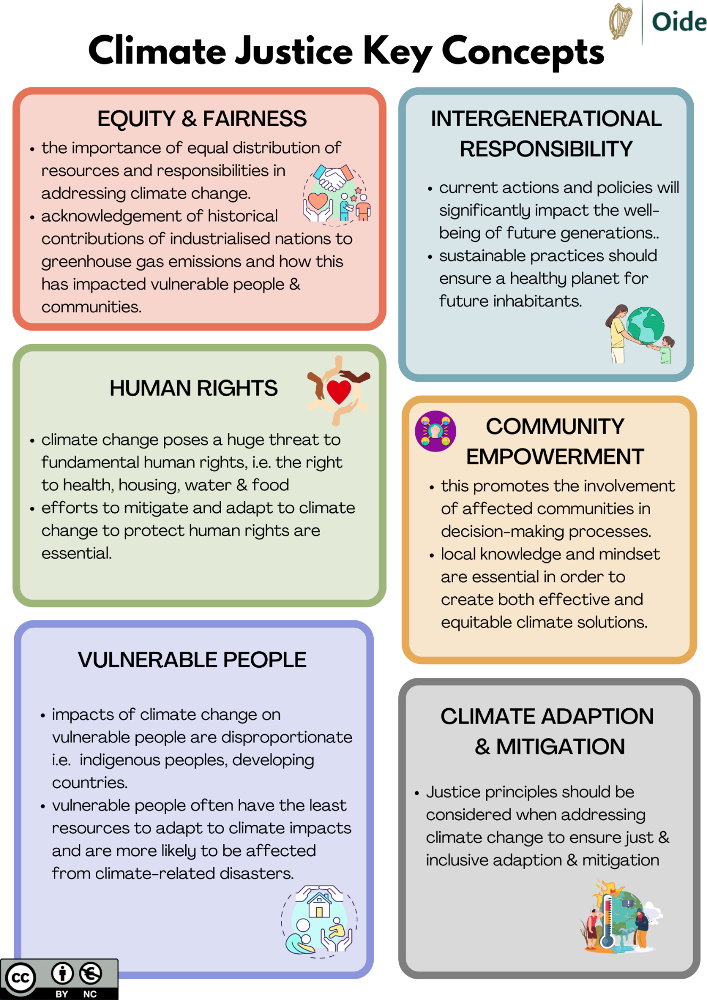 Oide
Climate Justice Key Concepts
EQUITY & FAIRNESS
• the importance of equal distribution of
resources and responsibilities in
addressing climate change.
• acknowledgement of historical
contributions of industrialised nations to
greenhouse gas emissions and how this
has impacted vulnerable people &
communities.
INTERGENERATIONAL
RESPONSIBILITY
• current actions and policies will
significantly impact the well-
being of future generations..
• sustainable practices should
ensure a healthy planet for
future inhabitants.
HUMAN RIGHTS
• climate change poses a huge threat to
fundamental human rights, i.e. the right
to health, housing, water & food
• efforts to mitigate and adapt to climate
change to protect human rights are
essential.
COMMUNITY
EMPOWERMENT
• this promotes the involvement
of affected communities in
decision-making processes.
• local knowledge and mindset
are essential in order to
create both effective and
equitable climate solutions.
VULNERABLE PEOPLE
• impacts of climate change on
vulnerable people are disproportionate
i.e. indigenous peoples, developing
countries.
• vulnerable people often have the least
resources to adapt to climate impacts
and are more likely to be affected
from climate-related disasters.
CLIMATE ADAPTION
& MITIGATION
• Justice principles should be
considered when addressing
climate change to ensure just &
inclusive adaption & mitigation
!
cc
BY NC